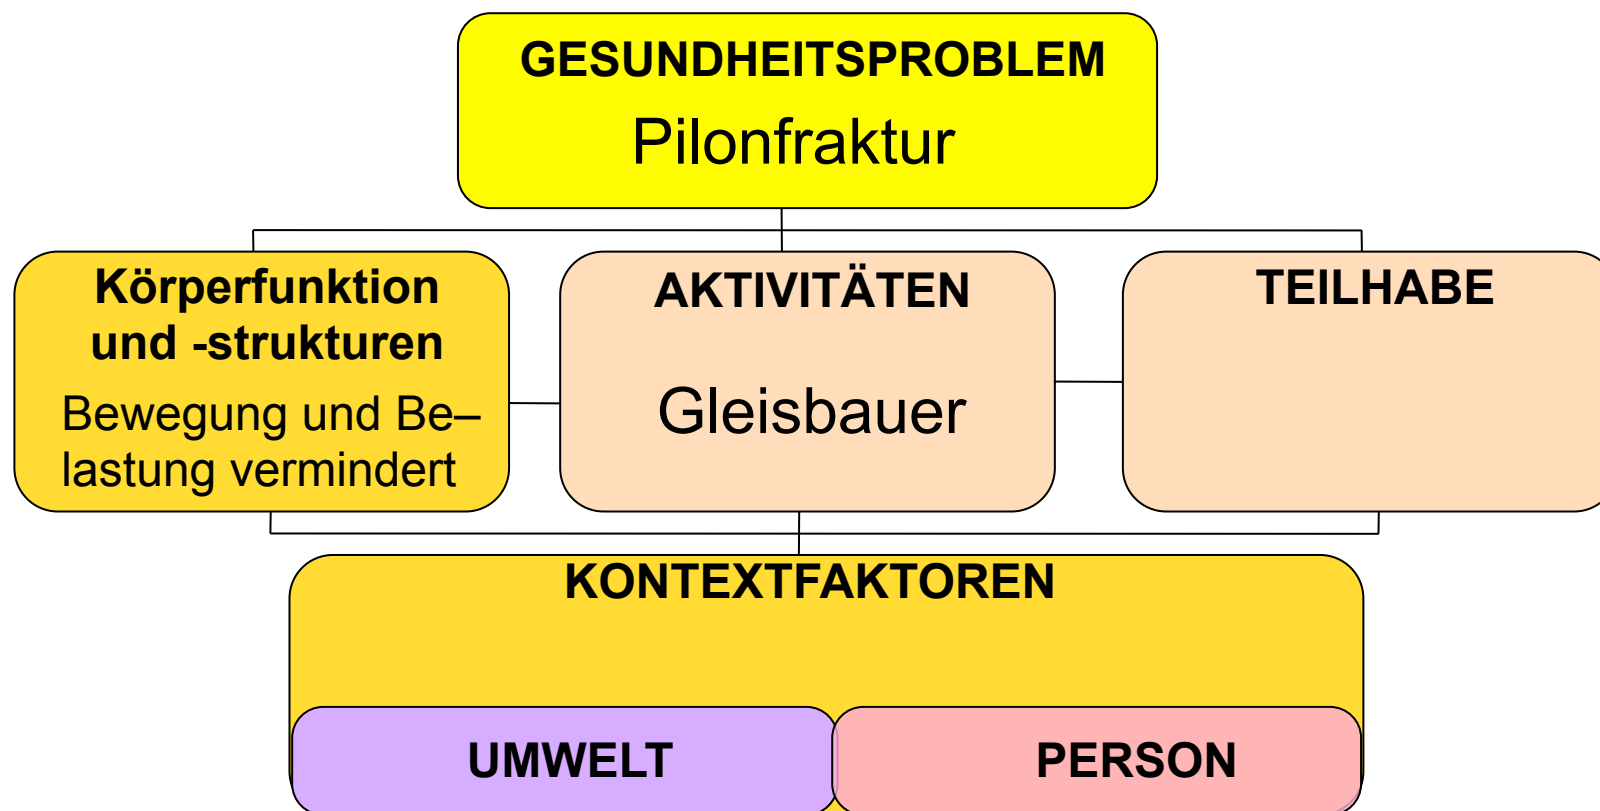 GESUNDHEITSPROBLEM
Pilonfraktur
Körperfunktion
und -strukturen
Bewegung und Be–
lastung vermindert
AKTIVITÄTEN
Gleisbauer
TEILHABE
KONTEXTFAKTOREN
UMWELT
PERSON